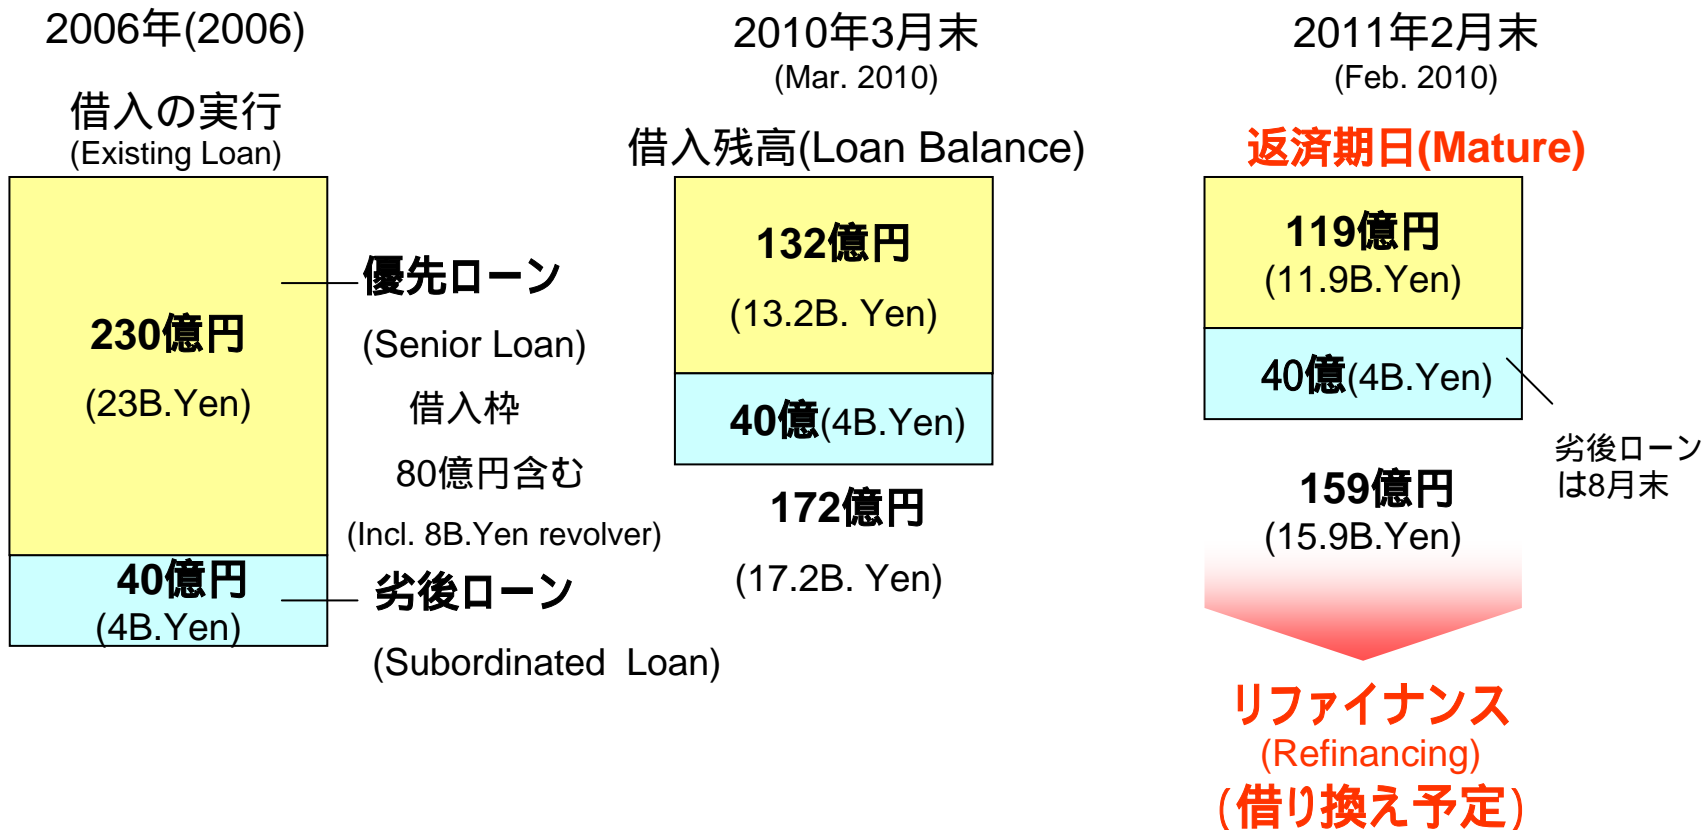 2006年(2006)
借入の実行
(Existing Loan)
230億円
(23B.Yen)
40億円
(4B.Yen)
優先ローン
(Senior Loan)
借入枠
80億円含む
(Incl. 8B.Yen revolver)
劣後ローン
(Subordinated Loan)
2010年3月末
(Mar. 2010)
借入残高(Loan Balance)
132億円
(13.2B. Yen)
40億(4B.Yen)
172億円
(17.2B. Yen)
2011年2月末
(Feb. 2010)
返済期日(Mature)
119億円
(11.9B.Yen)
40億(4B.Yen)
劣後ローン
は8月末
159億円
(15.9B.Yen)
リファイナンス
(Refinancing)
(借り換え予定)